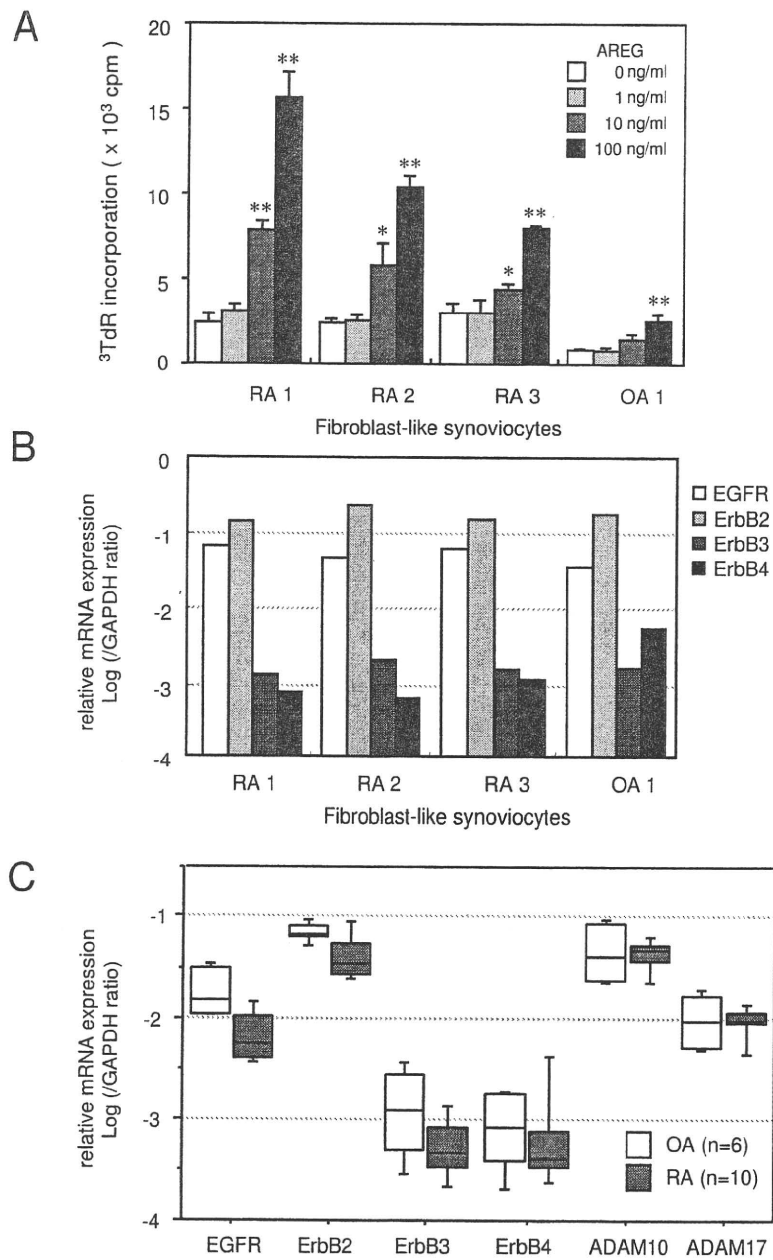 A
³TdR incorporation ( x 10³ cpm)
20
15
10
5
0
AREG
0 ng/ml
1 ng/ml
10 ng/ml
100 ng/ml
**
**
*
**
*
**
**
RA 1
RA 2
RA 3
OA 1
Fibroblast-like synoviocytes
B
relative mRNA expression
Log (/GAPDH ratio)
0
-1
-2
-3
-4
EGFR
ErbB2
ErbB3
ErbB4
RA 1
RA 2
RA 3
OA 1
Fibroblast-like synoviocytes
C
relative mRNA expression
Log (/GAPDH ratio)
-1
-2
-3
-4
OA (n=6)
RA (n=10)
EGFR
ErbB2
ErbB3
ErbB4
ADAM10
ADAM17